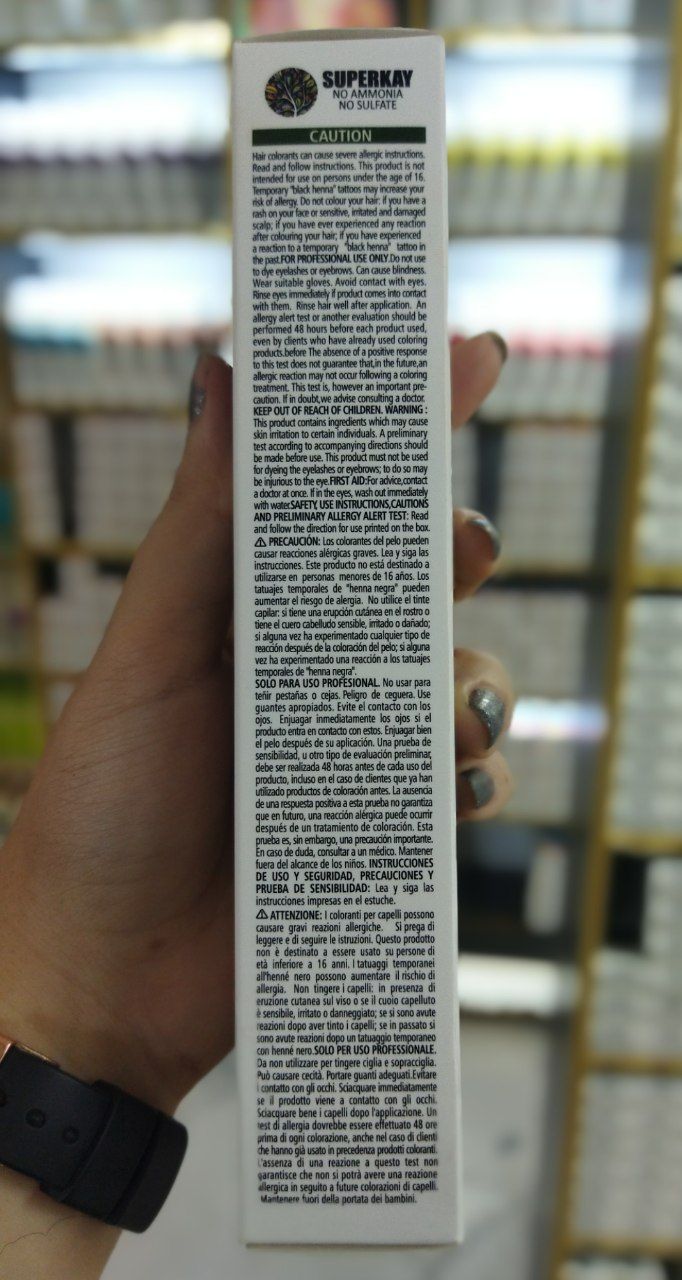 SUPERKAY
NO AMMONIA
NO SULFATE
CAUTION
Hair colorants can cause severe allergic instructions.
Read and follow instructions. This product is not
intended for use on persons under the age of 16.
Temporary "black henna" tattoos may increase your
risk of allergy. Do not colour your hair: if you have a
rash on your face or sensitive, irritated and damaged
scalp; if you have ever experienced any reaction
after colouring your hair; if you have experienced
a reaction to a temporary "black henna" tattoo in
the past.FOR PROFESSIONAL USE ONLY.Do not use
to dye eyelashes or eyebrows. Can cause blindness.
Wear suitable gloves. Avoid contact with eyes.
Rinse eyes immediately if product comes into contact
with them. Rinse hair well after application. An
allergy alert test or another evaluation should be
performed 48 hours before each product used,
even by clients who have already used coloring
products.before The absence of a positive response
to this test does not guarantee that,in the future,an
allergic reaction may not occur following a coloring
treatment. This test is, however an important pre-
caution. If in doubt,we advise consulting a doctor.
KEEP OUT OF REACH OF CHILDREN. WARNING :
This product contains ingredients which may cause
skin irritation to certain individuals. A preliminary
test according to accompanying directions should
be made before use. This product must not be used
for dyeing the eyelashes or eyebrows; to do so may
be injurious to the eye.FIRST AID:For advice,contact
a doctor at once. If in the eyes, wash out immediately
with water.SAFETY, USE INSTRUCTIONS,CAUTIONS
AND PRELIMINARY ALLERGY ALERT TEST: Read
and follow the direction for use printed on the box.
⚠ PRECAUCIÓN: Los colorantes del pelo pueden
causar reacciones alérgicas graves. Lea y siga las
instrucciones. Este producto no está destinado a
utilizarse en personas menores de 16 años. Los
tatuajes temporales de "henna negra" pueden
aumentar el riesgo de alergia. No utilice el tinte
capilar: si tiene una erupción cutánea en el rostro o
tiene el cuero cabelludo sensible, irritado o dañado;
si alguna vez ha experimentado cualquier tipo de
reacción después de la coloración del pelo; si alguna
vez ha experimentado una reacción a los tatuajes
temporales de "henna negra".
SOLO PARA USO PROFESIONAL. No usar para
teñir pestañas o cejas. Peligro de ceguera. Use
guantes apropiados. Evite el contacto con los
ojos. Enjuagar inmediatamente los ojos si el
producto entra en contacto con estos. Enjuagar bien
el pelo después de su aplicación. Una prueba de
sensibilidad, u otro tipo de evaluación preliminar,
debe ser realizada 48 horas antes de cada uso del
producto, incluso en el caso de clientes que ya han
utilizado productos de coloración antes. La ausencia
de una respuesta positiva a esta prueba no garantiza
que en futuro, una reacción alérgica puede ocurrir
después de un tratamiento de coloración. Esta
prueba es, sin embargo, una precaución importante.
En caso de duda, consultar a un médico. Mantener
fuera del alcance de los niños. INSTRUCCIONES
DE USO Y SEGURIDAD, PRECAUCIONES Y
PRUEBA DE SENSIBILIDAD: Lea y siga las
instrucciones impresas en el estuche.
⚠ ATTENZIONE: I coloranti per capelli possono
causare gravi reazioni allergiche. Si prega di
leggere e di seguire le istruzioni. Questo prodotto
non è destinato a essere usato su persone di
età inferiore a 16 anni. I tatuaggi temporanei
all'henné nero possono aumentare il rischio di
allergia. Non tingere i capelli: in presenza di
eruzione cutanea sul viso o se il cuoio capelluto
è sensibile, irritato o danneggiato; se si sono avute
reazioni dopo aver tinto i capelli; se in passato si
sono avute reazioni dopo un tatuaggio temporaneo
con henné nero.SOLO PER USO PROFESSIONALE.
Da non utilizzare per tingere ciglia e sopracciglia.
Può causare cecità. Portare guanti adeguati.Evitare
i contatto con gli occhi. Sciacquare immediatamente
se il prodotto viene a contatto con gli occhi.
Sciacquare bene i capelli dopo l'applicazione. Un
test di allergia dovrebbe essere effettuato 48 ore
prima di ogni colorazione, anche nel caso di clienti
che hanno già usato in precedenza prodotti coloranti.
L'assenza di una reazione a questo test non
garantisce che non si potrà avere una reazione
allergica in seguito a future colorazioni di capelli.
Mantenere fuori della portata dei bambini.